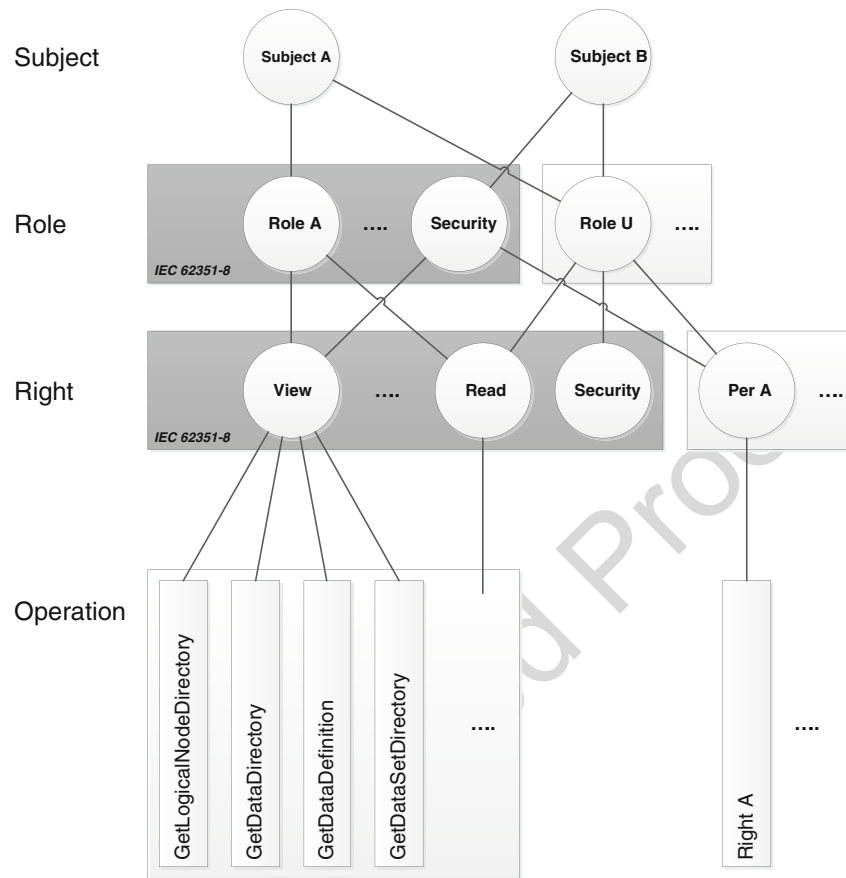 Subject
Subject A
Subject B
Role
Role A
....
Security
Role U
....
IEC 62351-8
Right
View
....
Read
Security
Per A
....
IEC 62351-8
Operation
GetLogicalNodeDirectory
GetDataDirectory
GetDataDefinition
GetDataSetDirectory
....
Right A
....